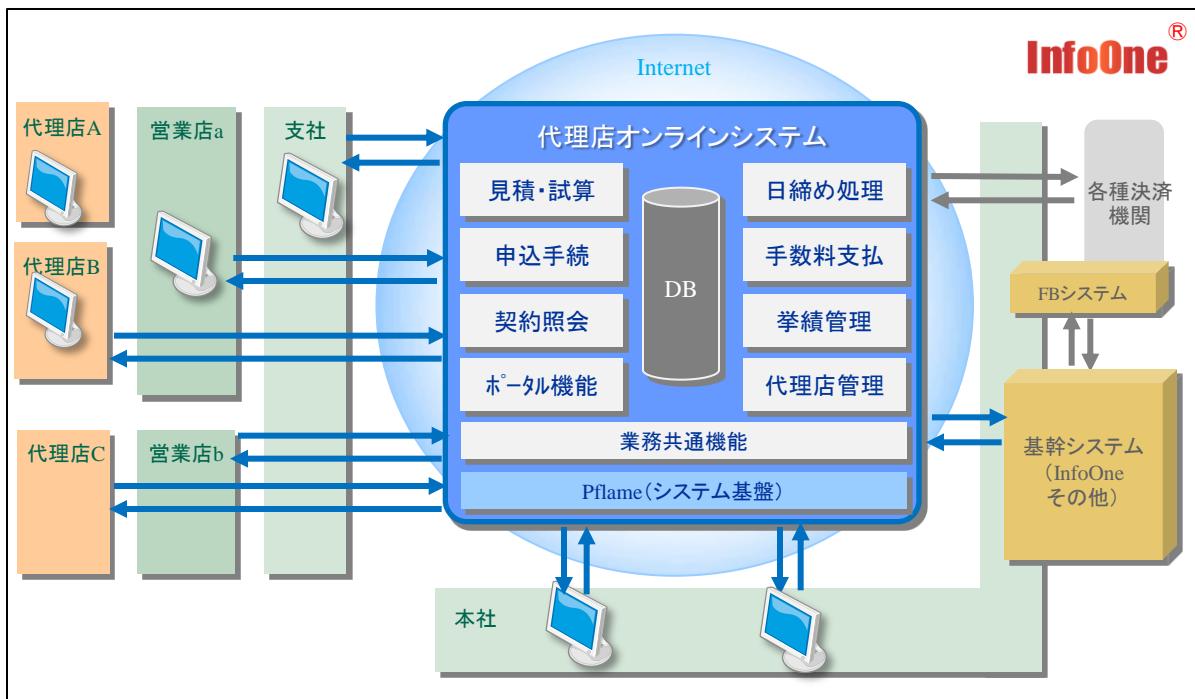 InfoOne®
Internet
代理店A
営業店a
支社
代理店オンラインシステム
見積・試算
日締め処理
各種決済
機関
申込手続
手数料支払
代理店B
DB
FBシステム
契約照会
挙績管理
ﾎﾟｰﾀﾙ機能
代理店管理
代理店C
営業店b
業務共通機能
基幹システム
（InfoOne
その他）
Pflame（システム基盤）
本社